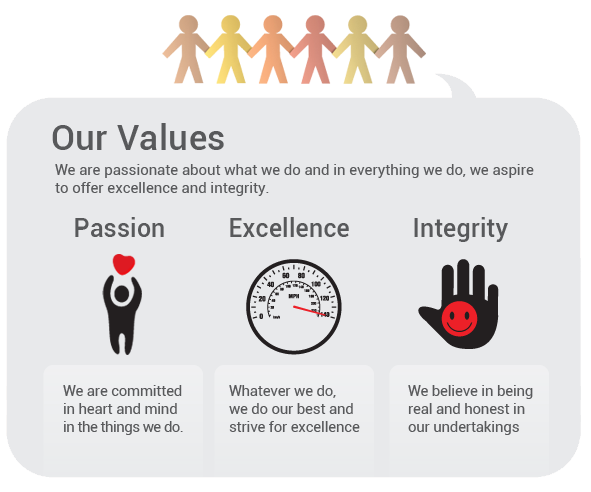 Our Values
We are passionate about what we do and in everything we do, we aspire
to offer excellence and integrity.
Passion
Excellence
Integrity
0
20
40
60
80
100
120
140
MPH
We are committed
in heart and mind
in the things we do.
Whatever we do,
we do our best and
strive for excellence
We believe in being
real and honest in
our undertakings